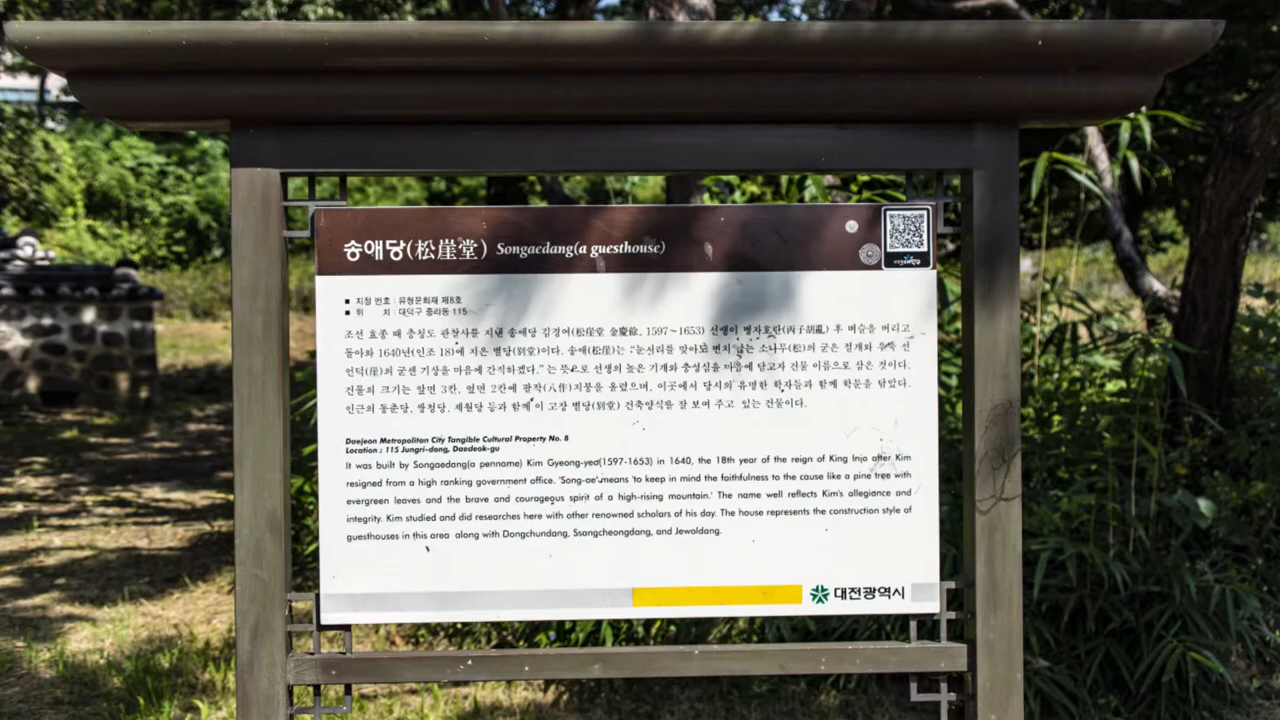 송애당(松崖堂) Songaedang(a guesthouse)
■ 지정 번호 : 유형문화재 제8호
■ 위 치 : 대덕구 중리동 115
조선 효종 때 충청도 관찰사를 지낸 송애당 김경여(松崖堂 金慶餘, 1597~1653) 선생이 병자호란(丙子胡亂) 후 벼슬을 버리고
돌아와 1640년(인조 18)에 지은 별당(別堂)이다. 송애(松崖)는 "눈서리를 맞아도 변치 않는 소나무(松)의 굳은 절개와 우뚝 선
언덕(崖)의 굳센 기상을 마음에 간직하겠다." 는 뜻으로 선생의 높은 기개와 충성심을 마음에 담고자 건물 이름으로 삼은 것이다.
건물의 크기는 앞면 3칸, 옆면 2칸에 팔작(八作)지붕을 올렸으며, 이곳에서 당시의 유명한 학자들과 함께 학문을 닦았다.
인근의 동춘당, 쌍청당, 제월당 등과 함께 이 고장 별당(別堂) 건축양식을 잘 보여 주고 있는 건물이다.
Daejeon Metropolitan City Tangible Cultural Property No. 8
Location : 115 Jungri-dong, Daedeok-gu
It was built by Songaedang(a penname) Kim Gyeong-yeo(1597-1653) in 1640, the 18th year of the reign of King Injo after Kim
resigned from a high ranking government office. 'Song-ae' means 'to keep in mind the faithfulness to the cause like a pine tree with
evergreen leaves and the brave and courageous spirit of a high-rising mountain.' The name well reflects Kim's allegiance and
integrity. Kim studied and did researches here with other renowned scholars of his day. The house represents the construction style of
guesthouses in this area along with Dongchundang, Ssangcheongdang, and Jewoldang.
대전광역시